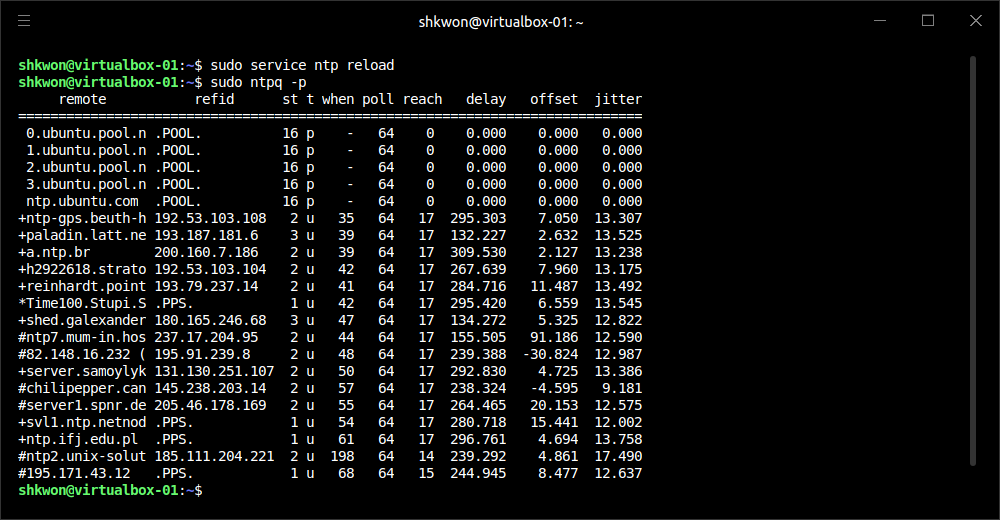 shkwon@virtualbox-01: ~
shkwon@virtualbox-01:~$ sudo service ntp reload
shkwon@virtualbox-01:~$ sudo ntpq -p
     remote           refid      st t when poll reach   delay   offset  jitter
==============================================================================
 0.ubuntu.pool.n .POOL.          16 p    -   64    0    0.000    0.000   0.000
 1.ubuntu.pool.n .POOL.          16 p    -   64    0    0.000    0.000   0.000
 2.ubuntu.pool.n .POOL.          16 p    -   64    0    0.000    0.000   0.000
 3.ubuntu.pool.n .POOL.          16 p    -   64    0    0.000    0.000   0.000
 ntp.ubuntu.com  .POOL.          16 p    -   64    0    0.000    0.000   0.000
+ntp-gps.beuth-h 192.53.103.108   2 u   35   64   17  295.303    7.050  13.307
+paladin.latt.ne 193.187.181.6    3 u   39   64   17  132.227    2.632  13.525
+a.ntp.br        200.160.7.186    2 u   39   64   17  309.530    2.127  13.238
+h2922618.strato 192.53.103.104   2 u   42   64   17  267.639    7.960  13.175
+reinhardt.point 193.79.237.14    2 u   41   64   17  284.716   11.487  13.492
*Time100.Stupi.S .PPS.            1 u   42   64   17  295.420    6.559  13.545
+shed.galexander 180.165.246.68   3 u   47   64   17  134.272    5.325  12.822
#ntp7.mum-in.hos 237.17.204.95    2 u   44   64   17  155.505   91.186  12.590
#82.148.16.232 ( 195.91.239.8     2 u   48   64   17  239.388  -30.824  12.987
+server.samoylyk 131.130.251.107  2 u   50   64   17  292.830    4.725  13.386
#chilipepper.can 145.238.203.14   2 u   57   64   17  238.324   -4.595   9.181
#server1.spnr.de 205.46.178.169   2 u   55   64   17  264.465   20.153  12.575
+svl1.ntp.netnod .PPS.            1 u   54   64   17  280.718   15.441  12.002
+ntp.ifj.edu.pl  .PPS.            1 u   61   64   17  296.761    4.694  13.758
#ntp2.unix-solut 185.111.204.221  2 u  198   64   14  239.292    4.861  17.490
#195.171.43.12   .PPS.            1 u   68   64   15  244.945    8.477  12.637
shkwon@virtualbox-01:~$